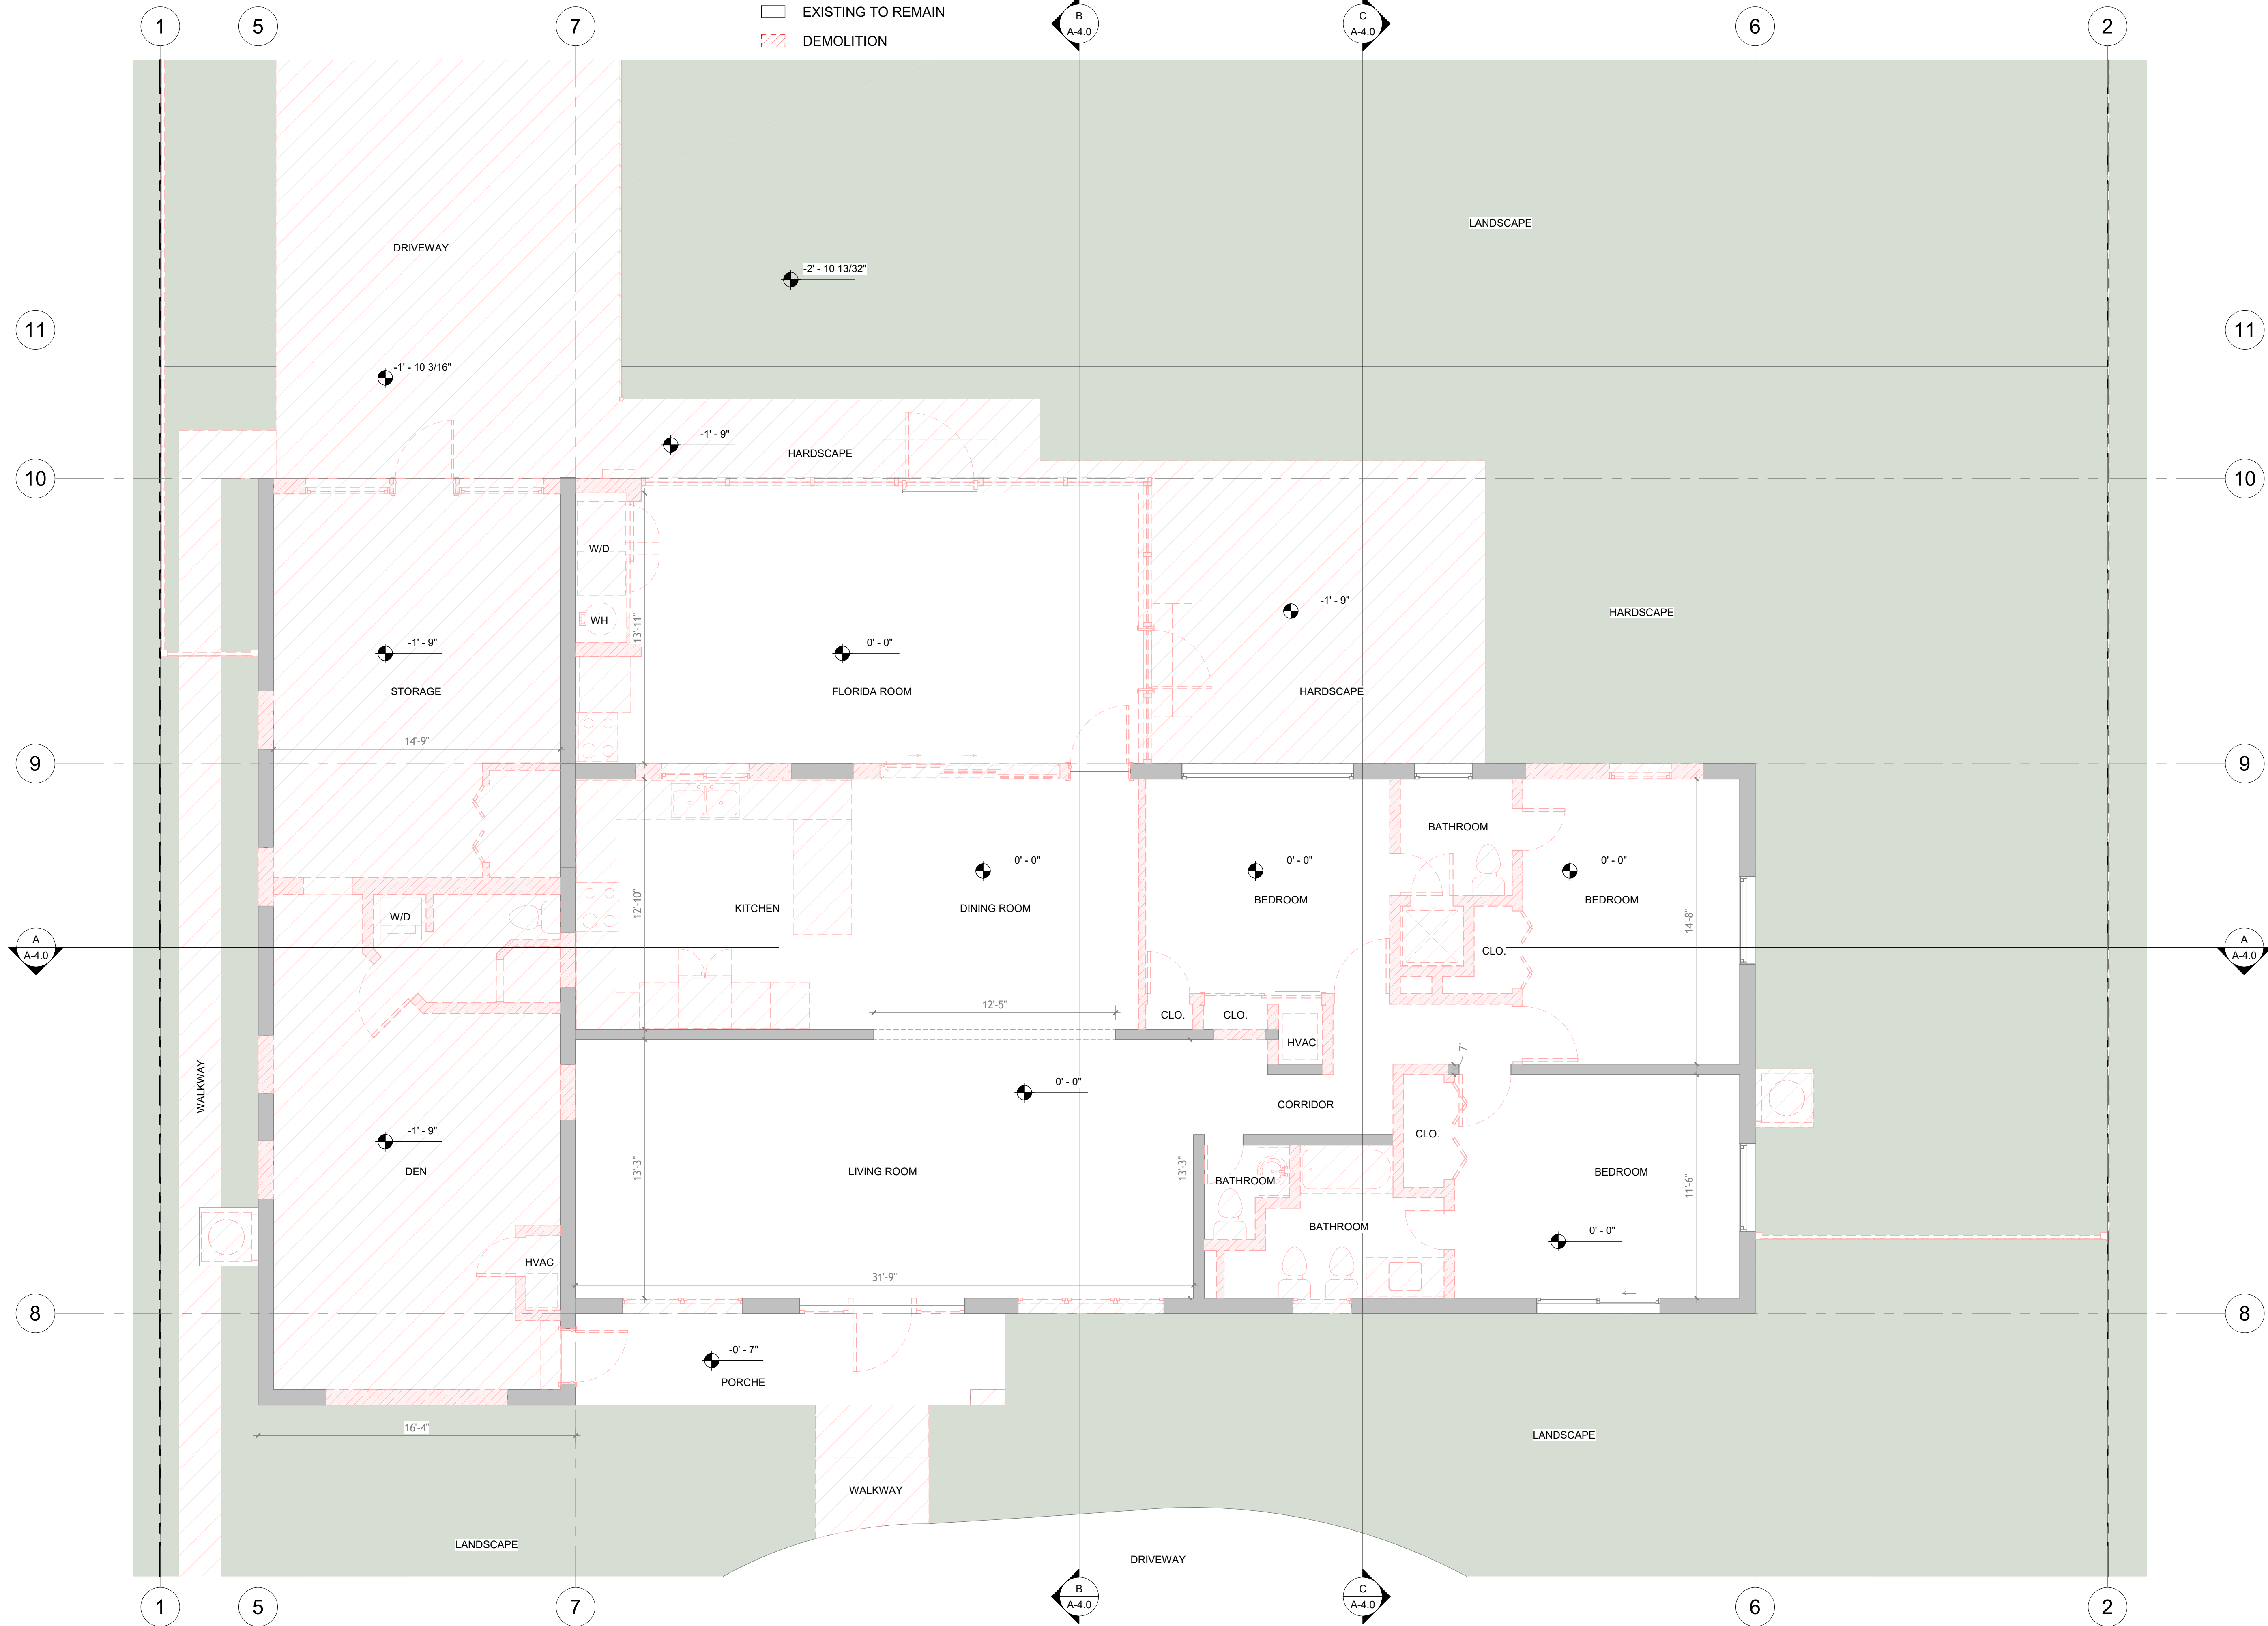 EXISTING TO REMAIN
DEMOLITION
1
5
7
B
A-4.0
C
A-4.0
6
2
LANDSCAPE
DRIVEWAY
-2' - 10 13/32"
11
11
-1' - 10 3/16"
-1' - 9"
HARDSCAPE
10
10
W/D
WH
13'-11"
-1' - 9"
HARDSCAPE
-1' - 9"
0' - 0"
STORAGE
FLORIDA ROOM
HARDSCAPE
14'-9"
9
9
BATHROOM
0' - 0"
0' - 0"
0' - 0"
KITCHEN
DINING ROOM
BEDROOM
BEDROOM
12'-10"
W/D
14'-8"
A
A-4.0
CLO.
A
A-4.0
12'-5"
CLO.
CLO.
HVAC
7"
0' - 0"
WALKWAY
CORRIDOR
-1' - 9"
CLO.
DEN
13'-3"
LIVING ROOM
13'-3"
BATHROOM
BEDROOM
11'-6"
BATHROOM
0' - 0"
HVAC
31'-9"
8
8
-0' - 7"
PORCHE
16'-4"
LANDSCAPE
WALKWAY
LANDSCAPE
DRIVEWAY
1
5
7
B
A-4.0
C
A-4.0
6
2